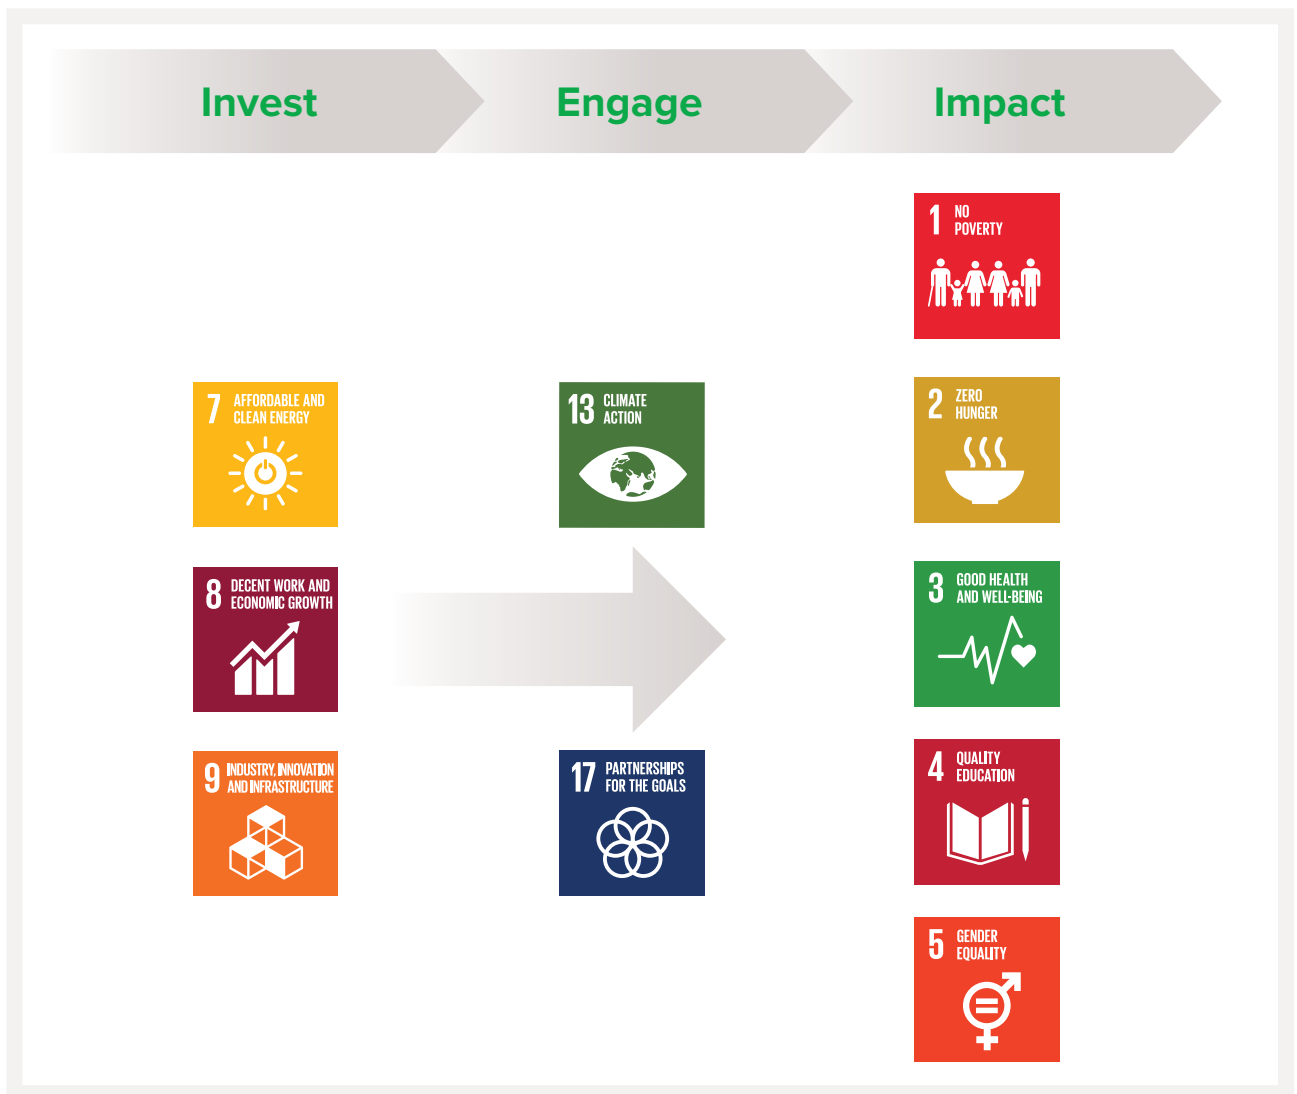 Invest
Engage
Impact
1 NO
POVERTY
7 AFFORDABLE AND
CLEAN ENERGY
13 CLIMATE
ACTION
2 ZERO
HUNGER
8 DECENT WORK AND
ECONOMIC GROWTH
3 GOOD HEALTH
AND WELL-BEING
9 INDUSTRY, INNOVATION
AND INFRASTRUCTURE
17 PARTNERSHIPS
FOR THE GOALS
4 QUALITY
EDUCATION
5 GENDER
EQUALITY